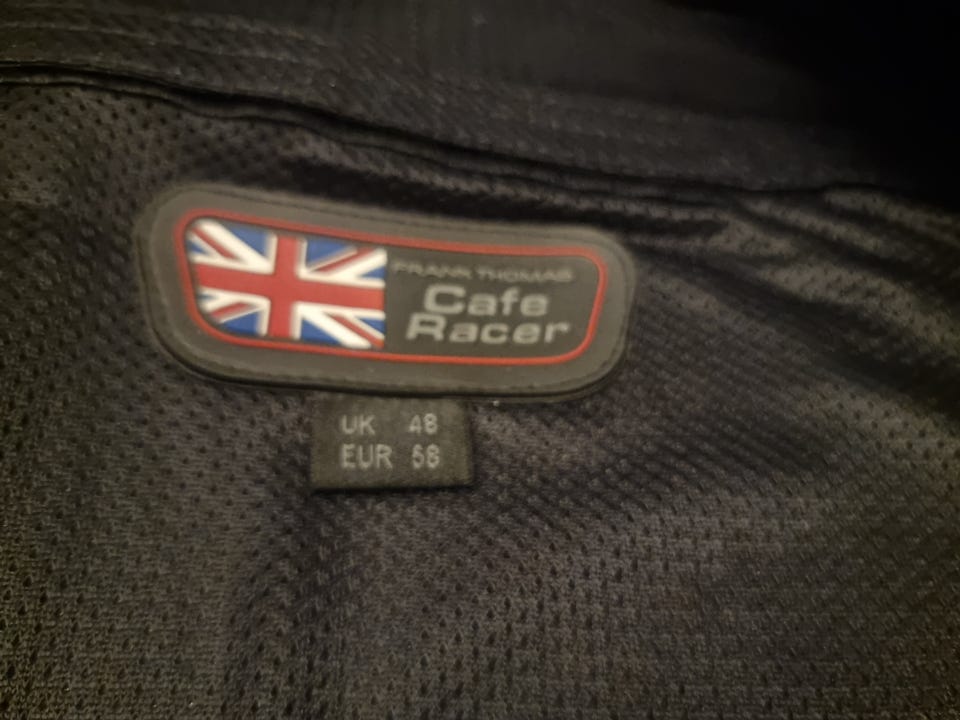 FRANK THOMAS
Cafe
Racer
UK 48
EUR 58